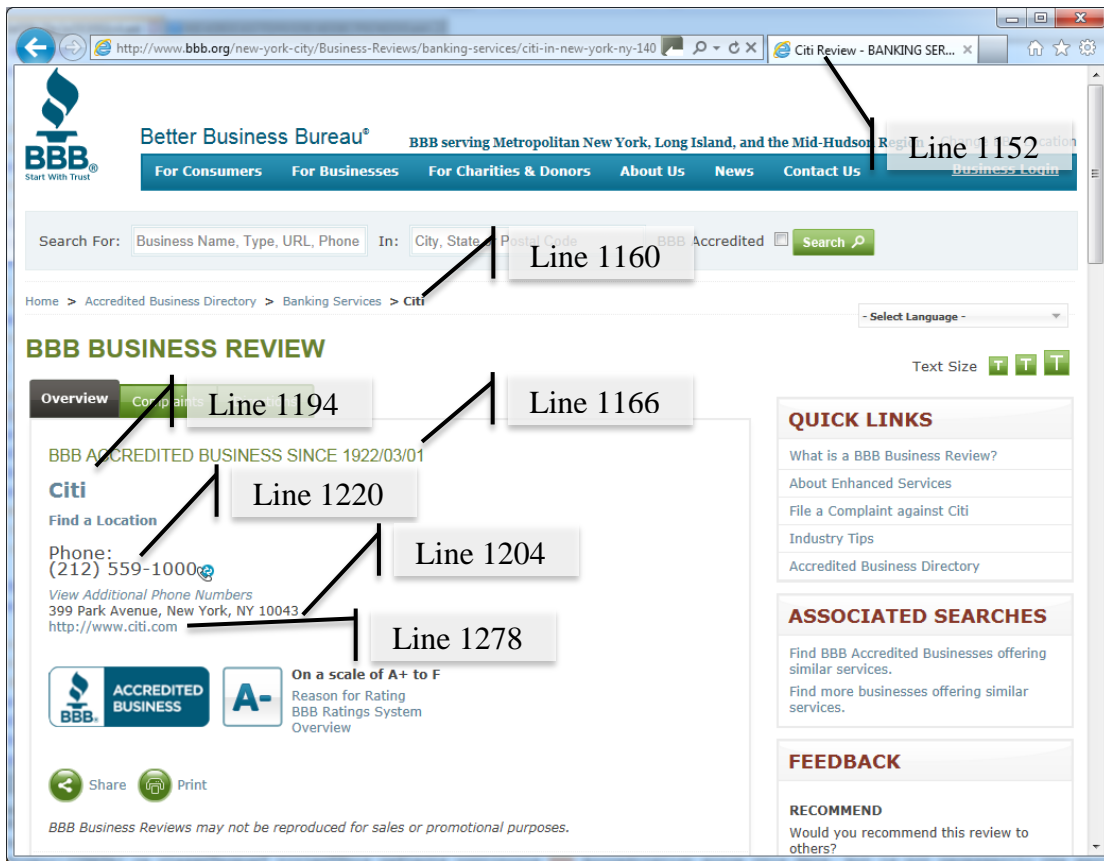 http://www.bbb.org/new-york-city/Business-Reviews/banking-services/citi-in-new-york-ny-140
Citi Review - BANKING SER...
Better Business Bureau®
BBB serving Metropolitan New York, Long Island, and the Mid-Hudson Region
Line 1152
BBB®
Start With Trust
For Consumers For Businesses For Charities & Donors About Us News Contact Us Business Login
Search For: Business Name, Type, URL, Phone In: City, State or Postal Code BBB Accredited Search
Line 1160
Home > Accredited Business Directory > Banking Services > Citi
- Select Language -
BBB BUSINESS REVIEW
Text Size T T T
Overview Complaints
Line 1194
Line 1166
BBB ACCREDITED BUSINESS SINCE 1922/03/01
Citi
Line 1220
Find a Location
Phone:
(212) 559-1000
Line 1204
View Additional Phone Numbers
399 Park Avenue, New York, NY 10043
http://www.citi.com
Line 1278
BBB.
ACCREDITED
BUSINESS
A-
On a scale of A+ to F
Reason for Rating
BBB Ratings System
Overview
Share Print
BBB Business Reviews may not be reproduced for sales or promotional purposes.
QUICK LINKS
What is a BBB Business Review?
About Enhanced Services
File a Complaint against Citi
Industry Tips
Accredited Business Directory
ASSOCIATED SEARCHES
Find BBB Accredited Businesses offering
similar services.
Find more businesses offering similar
services.
FEEDBACK
RECOMMEND
Would you recommend this review to
others?